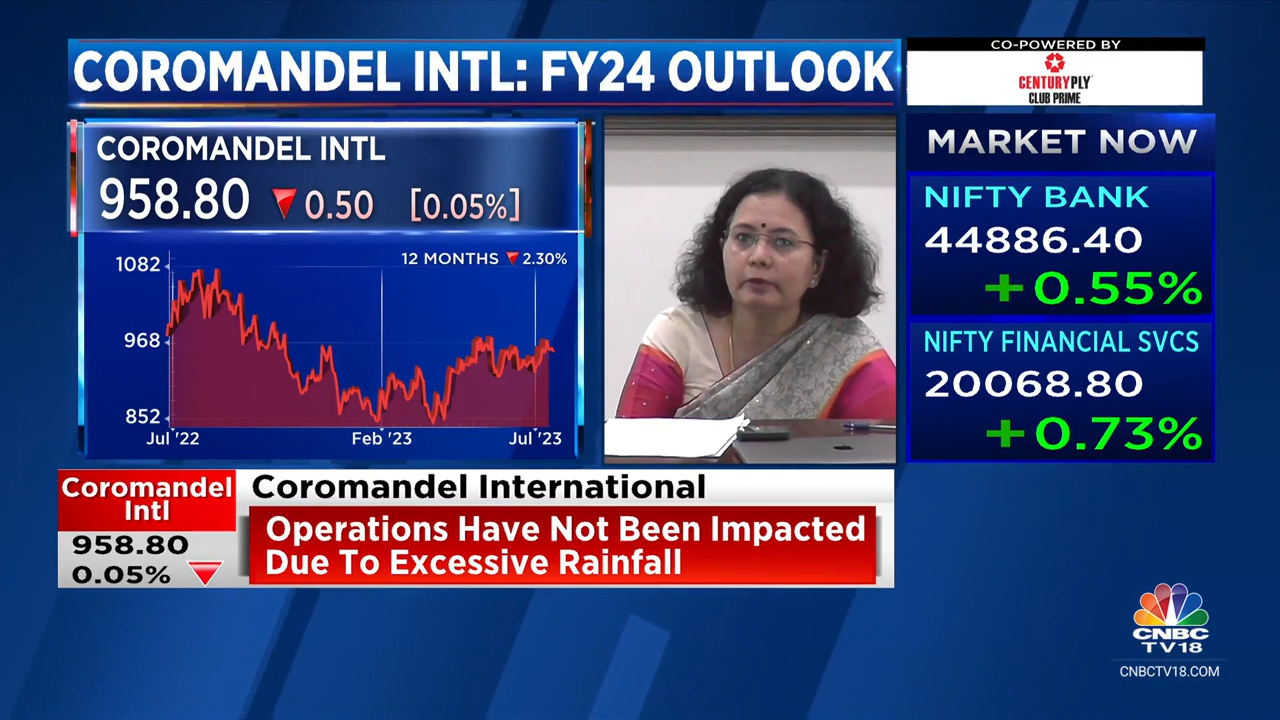 COROMANDEL INTL: FY24 OUTLOOK
CO-POWERED BY
CENTURYPLY
CLUB PRIME
COROMANDEL INTL
958.80 0.50 [0.05%]
12 MONTHS 2.30%
1082
968
852
Jul '22 Feb '23 Jul '23
MARKET NOW
NIFTY BANK
44886.40
+0.55%
NIFTY FINANCIAL SVCS
20068.80
+0.73%
Coromandel
Intl
958.80
0.05%
Coromandel International
Operations Have Not Been Impacted
Due To Excessive Rainfall
CNBC
TV18
CNBCTV18.COM